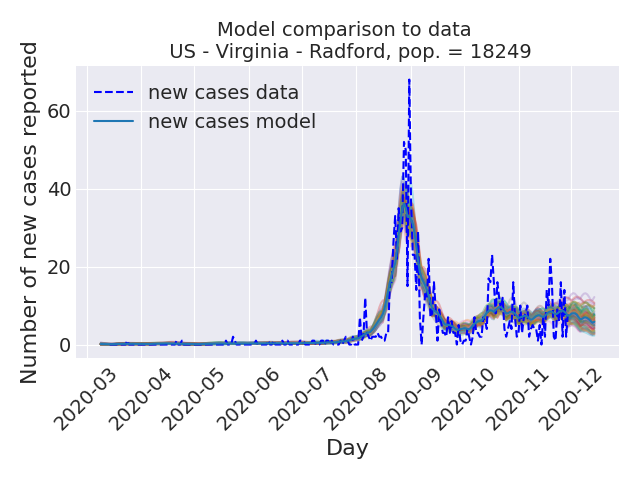 Model comparison to data
US - Virginia - Radford, pop. = 18249
new cases data
new cases model
Number of new cases reported
60
40
20
0
2020-03
2020-04
2020-05
2020-06
2020-07
2020-08
2020-09
2020-10
2020-11
2020-12
Day